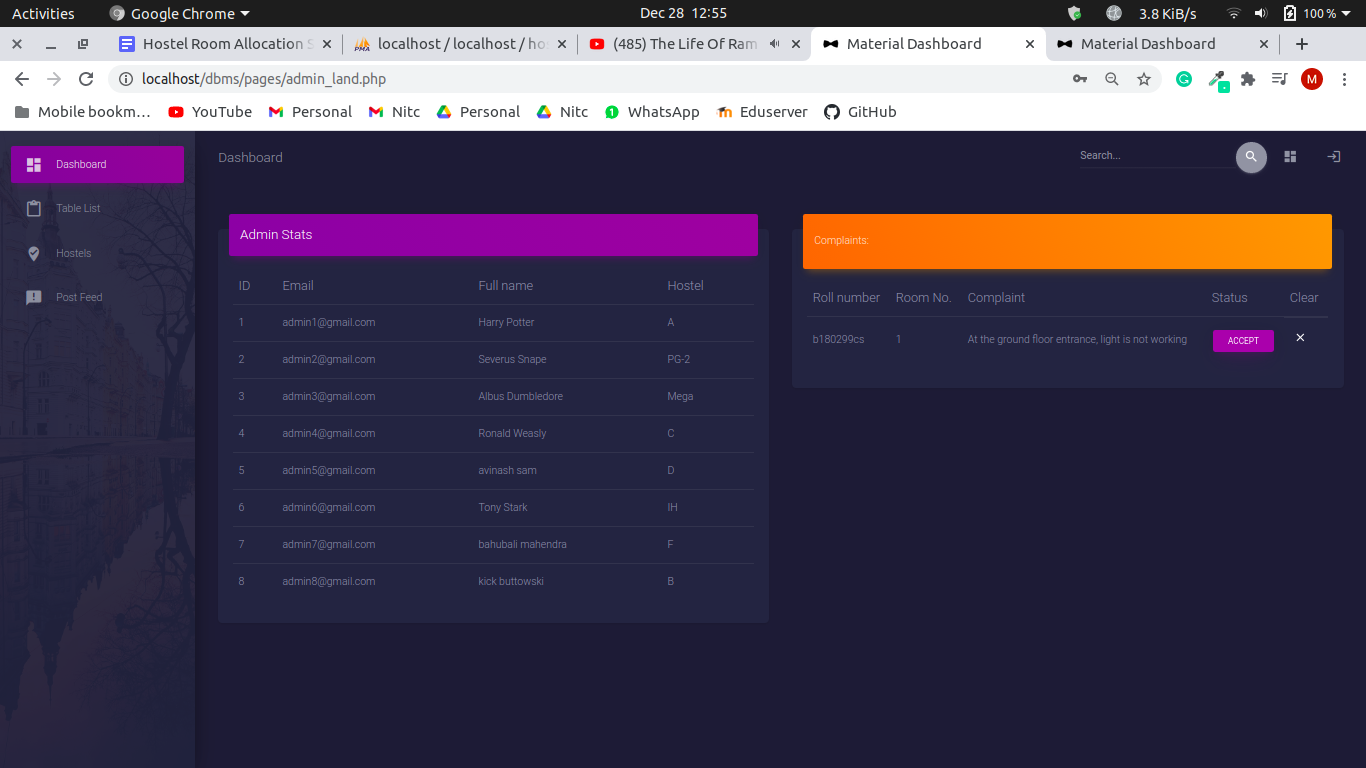 Activities Google Chrome Dec 28 12:55 3.8 KiB/s 100 %
Hostel Room Allocation S localhost / localhost / ho (485) The Life Of Ram Material Dashboard Material Dashboard
localhost/dbms/pages/admin_land.php M
Mobile bookm… YouTube Personal Nitc Personal Nitc WhatsApp Eduserver GitHub
Dashboard
Table List
Hostels
Post Feed
Dashboard Search...
Admin Stats
ID Email Full name Hostel
1 admin1@gmail.com Harry Potter A
2 admin2@gmail.com Severus Snape PG-2
3 admin3@gmail.com Albus Dumbledore Mega
4 admin4@gmail.com Ronald Weasly C
5 admin5@gmail.com avinash sam D
6 admin6@gmail.com Tony Stark IH
7 admin7@gmail.com bahubali mahendra F
8 admin8@gmail.com kick buttowski B
Complaints:
Roll number Room No. Complaint Status Clear
b180299cs 1 At the ground floor entrance, light is not working ACCEPT